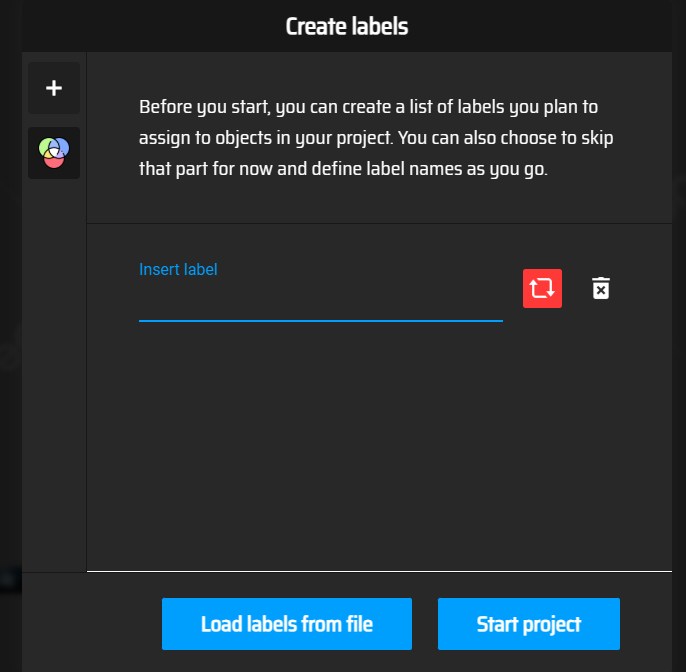 Create labels
Before you start, you can create a list of labels you plan to
assign to objects in your project. You can also choose to skip
that part for now and define label names as you go.
Insert label
Load labels from file
Start project